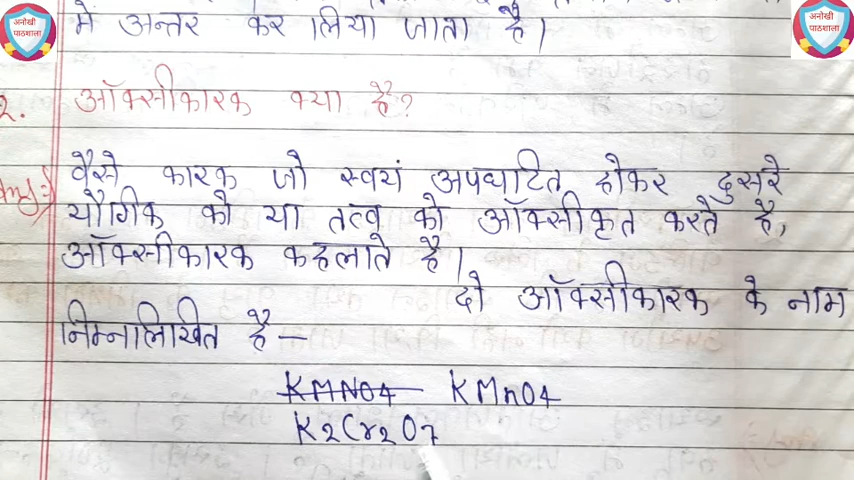 अनोखी
पाठशाला
अनोखी
पाठशाला
में अन्तर कर लिया जाता है।
2. ऑक्सीकारक क्या है?
Ans:- वैसे कारक जो स्वयं अपघटित होकर दुसरे
यौगिक को या तत्व को ऑक्सीकृत करते है,
ऑक्सीकारक कहलाते है।
दो ऑक्सीकारक के नाम
निम्नलिखित है —
KMNO4 KMnO4
K2Cr2O7